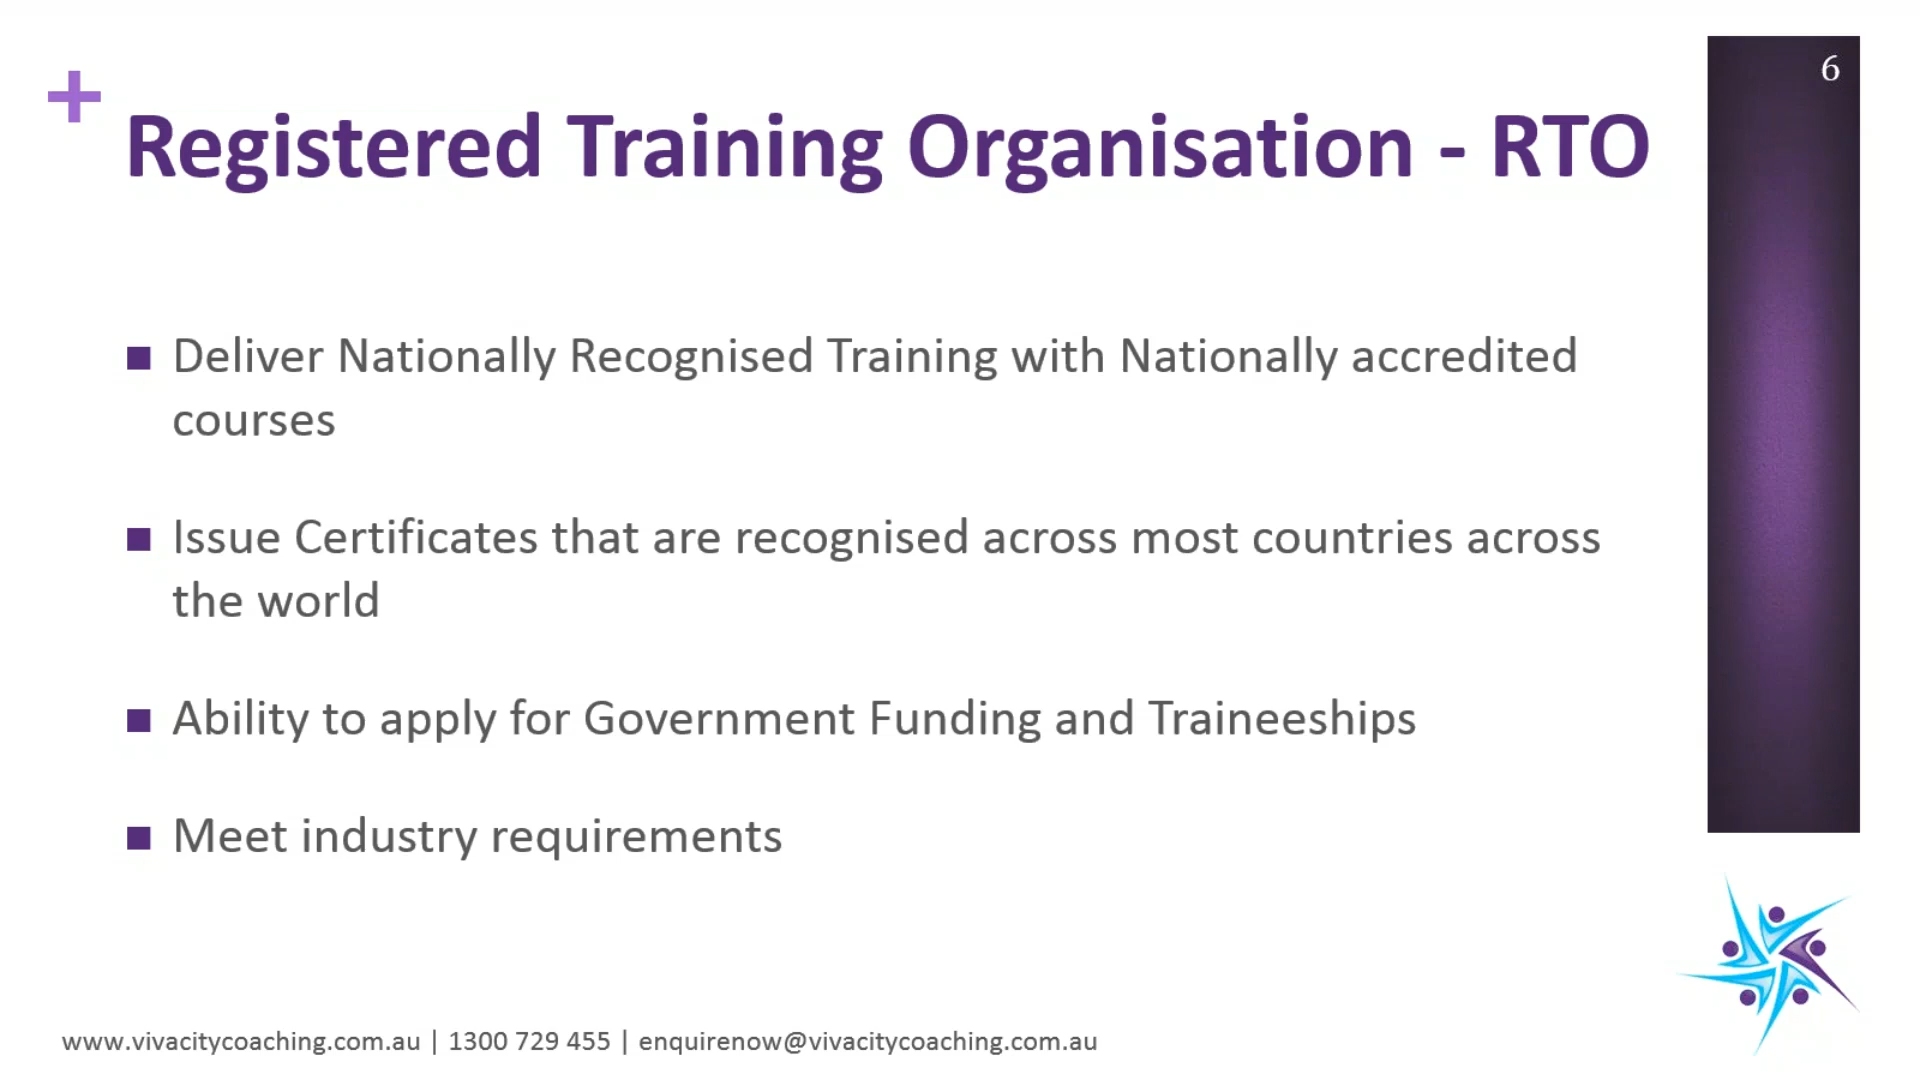 6
+
Registered Training Organisation - RTO
■ Deliver Nationally Recognised Training with Nationally accredited
courses
■ Issue Certificates that are recognised across most countries across
the world
■ Ability to apply for Government Funding and Traineeships
■ Meet industry requirements
www.vivacitycoaching.com.au | 1300 729 455 | enquirenow@vivacitycoaching.com.au